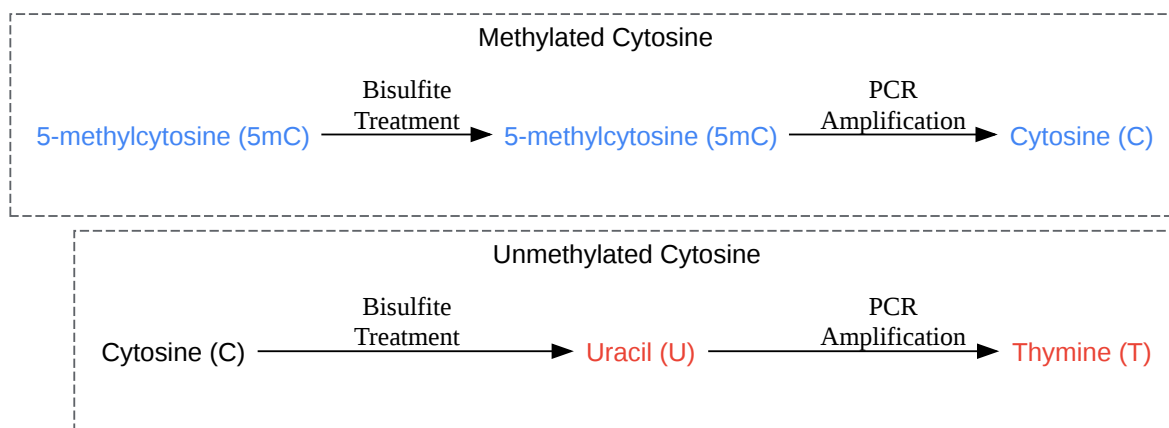 Methylated Cytosine
Bisulfite
Treatment
PCR
Amplification
5-methylcytosine (5mC)
5-methylcytosine (5mC)
Cytosine (C)
Unmethylated Cytosine
Bisulfite
Treatment
PCR
Amplification
Cytosine (C)
Uracil (U)
Thymine (T)